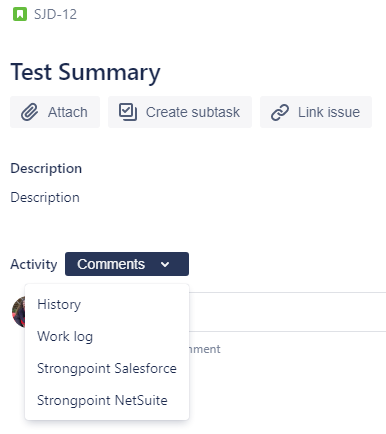 SJD-12
Test Summary
Attach Create subtask Link issue
Description
Description
Activity Comments
History
Work log
Strongpoint Salesforce
Strongpoint NetSuite